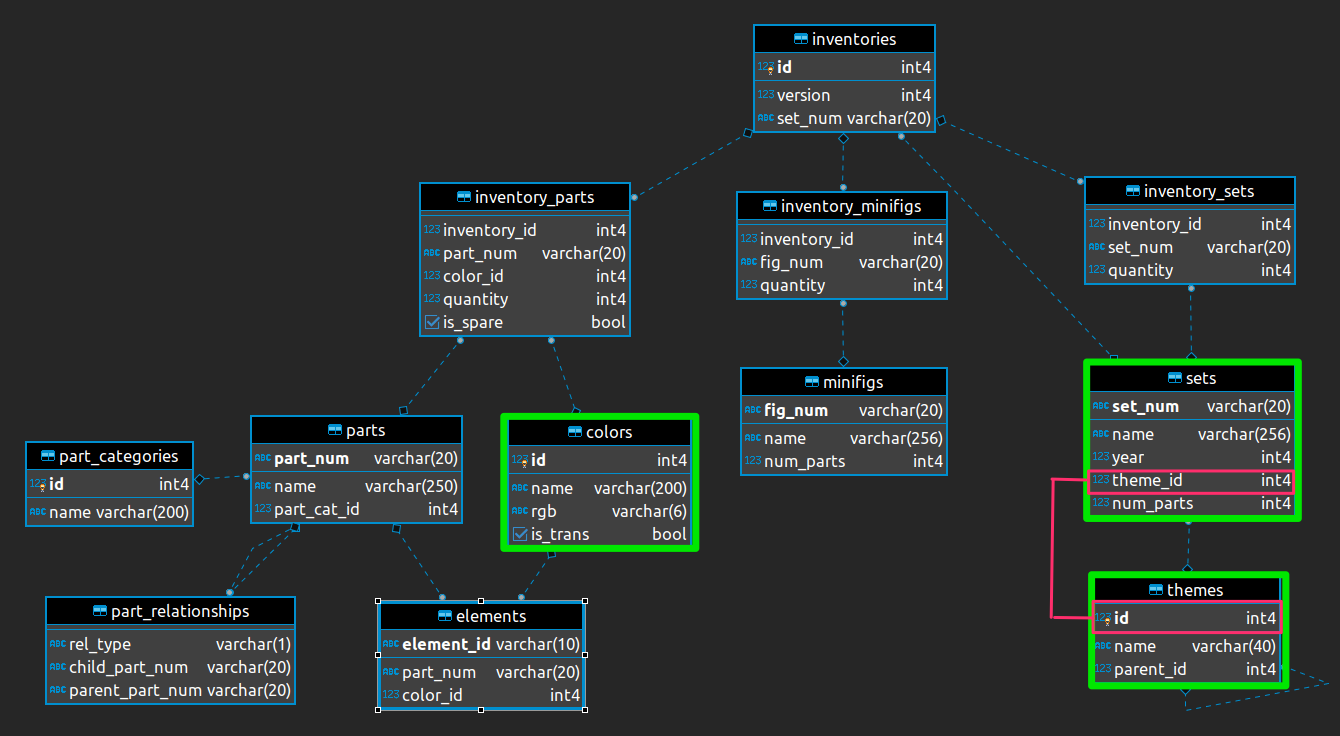 inventories
123 id int4
123 version int4
ABC set_num varchar(20)
inventory_parts
123 inventory_id int4
ABC part_num varchar(20)
123 color_id int4
123 quantity int4
is_spare bool
inventory_minifigs
123 inventory_id int4
ABC fig_num varchar(20)
123 quantity int4
inventory_sets
123 inventory_id int4
ABC set_num varchar(20)
123 quantity int4
part_categories
123 id int4
ABC name varchar(200)
parts
ABC part_num varchar(20)
ABC name varchar(250)
123 part_cat_id int4
colors
123 id int4
ABC name varchar(200)
ABC rgb varchar(6)
is_trans bool
minifigs
ABC fig_num varchar(20)
ABC name varchar(256)
123 num_parts int4
sets
ABC set_num varchar(20)
ABC name varchar(256)
123 year int4
123 theme_id int4
123 num_parts int4
part_relationships
ABC rel_type varchar(1)
ABC child_part_num varchar(20)
ABC parent_part_num varchar(20)
elements
ABC element_id varchar(10)
ABC part_num varchar(20)
123 color_id int4
themes
123 id int4
ABC name varchar(40)
123 parent_id int4